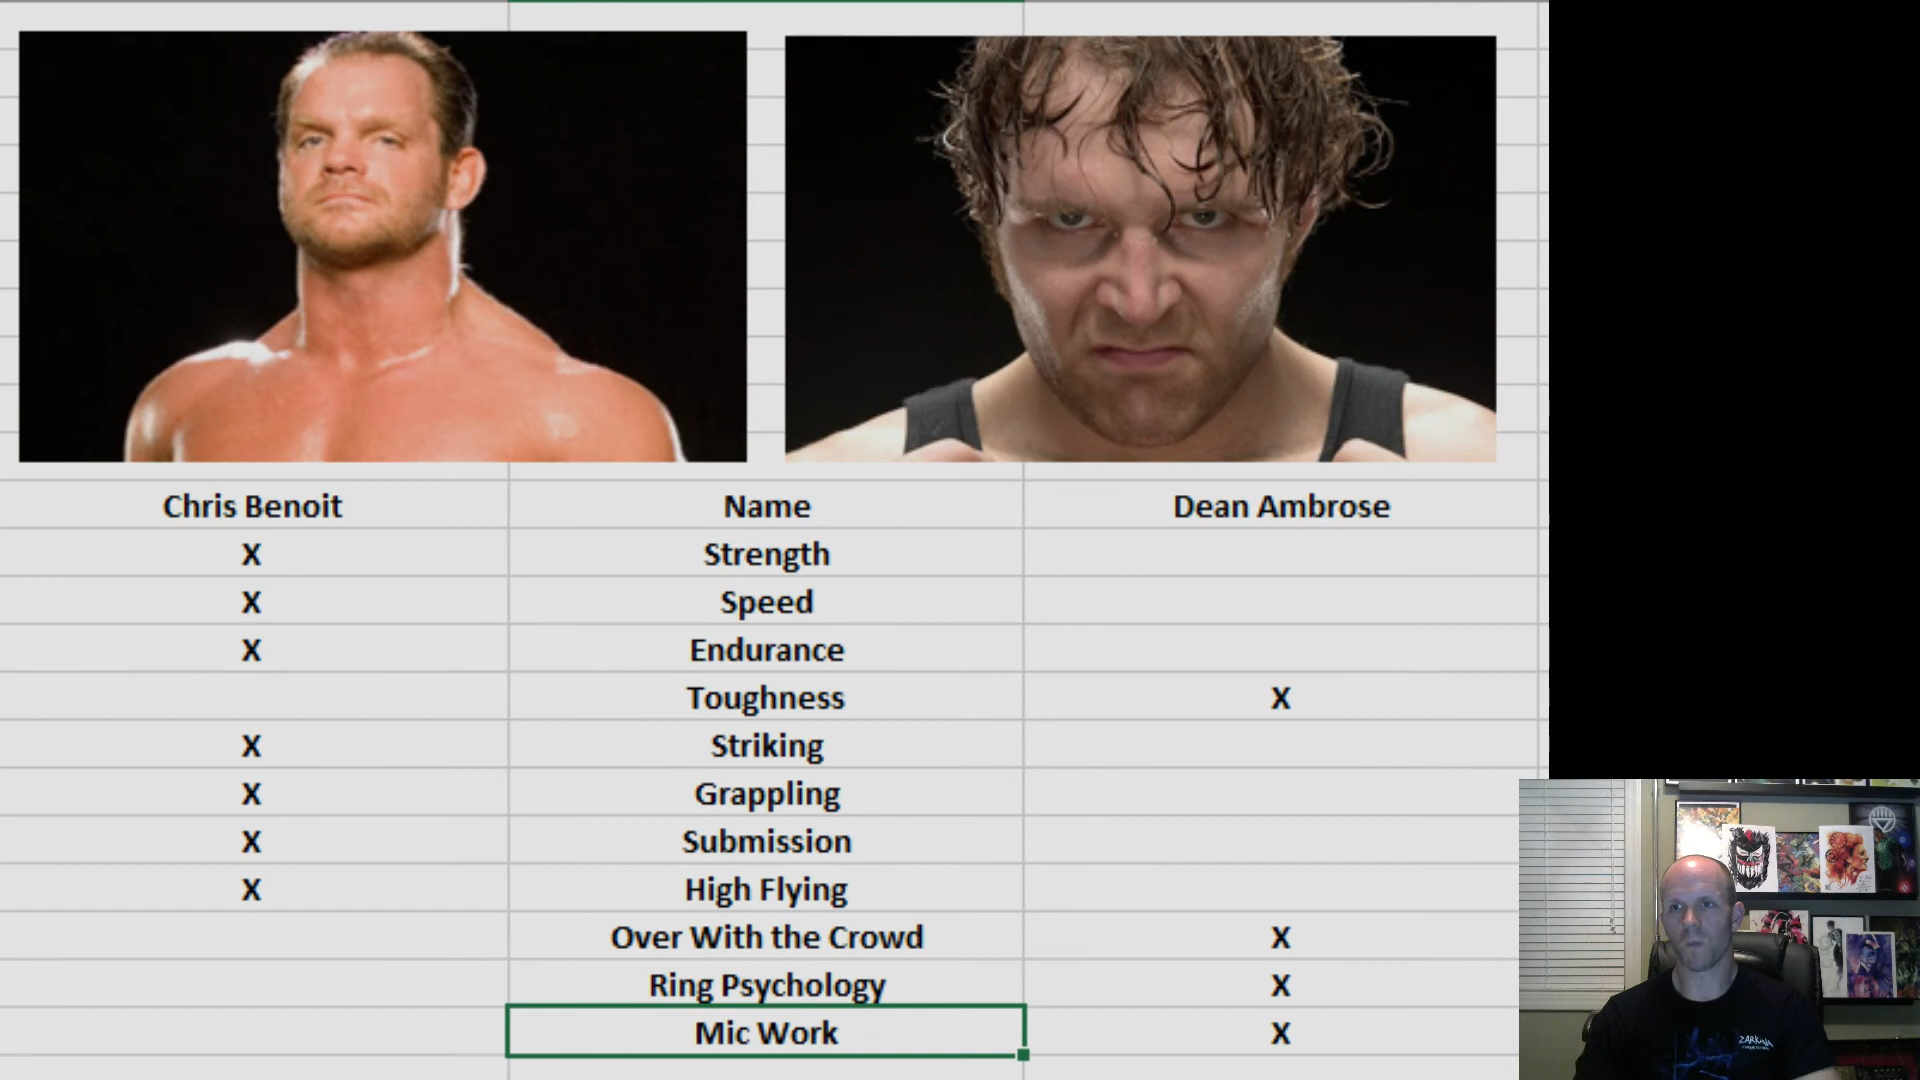 Chris Benoit Name Dean Ambrose
X Strength
X Speed
X Endurance
Toughness X
X Striking
X Grappling
X Submission
X High Flying
Over With the Crowd X
Ring Psychology X
Mic Work X
ZARKANA